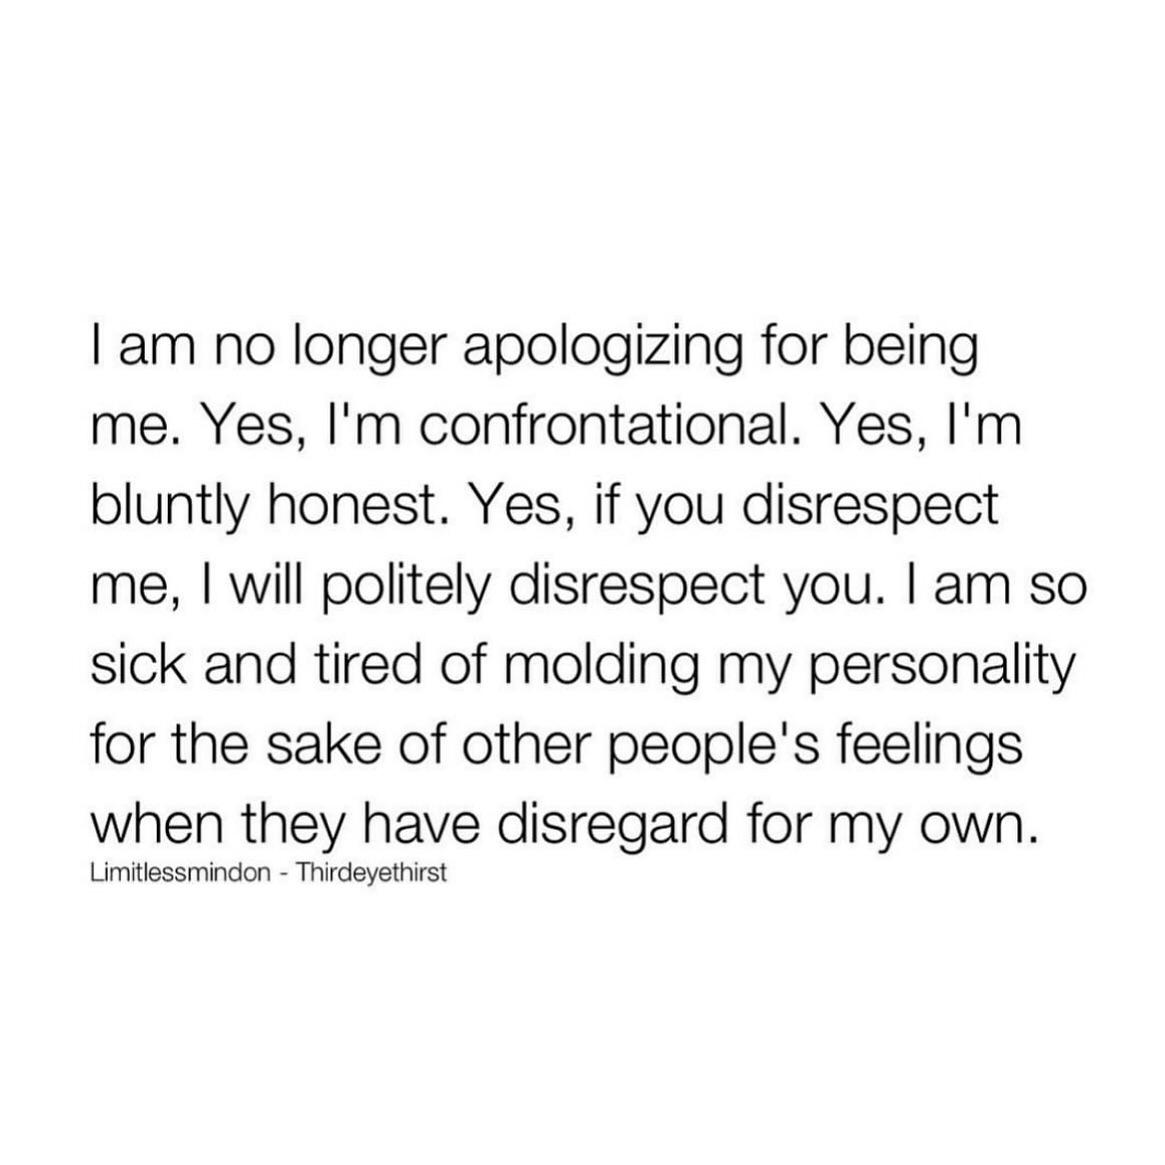 I am no longer apologizing for being
me. Yes, I'm confrontational. Yes, I'm
bluntly honest. Yes, if you disrespect
me, I will politely disrespect you. I am so
sick and tired of molding my personality
for the sake of other people's feelings
when they have disregard for my own.
Limitlessmindon - Thirdeyethirst